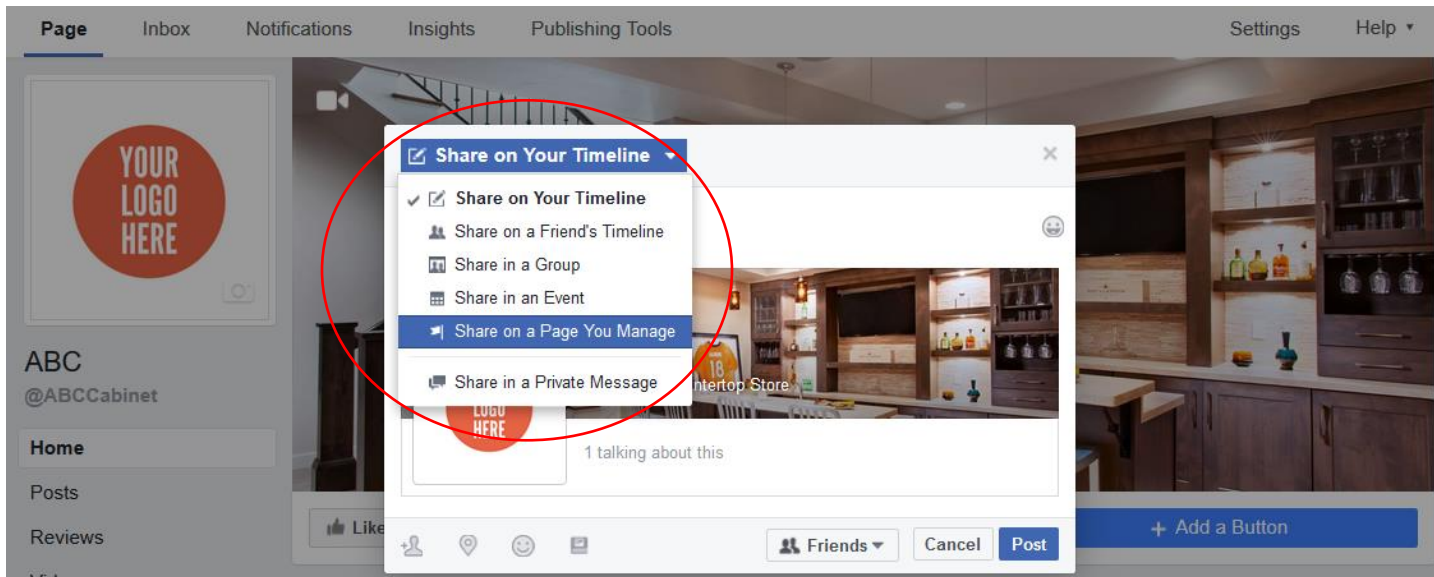 Page Inbox Notifications Insights Publishing Tools Settings Help
YOUR
LOGO
HERE
ABC
@ABCCabinet
Home
Posts
Reviews
Share on Your Timeline
Share on Your Timeline
Share on a Friend's Timeline
Share in a Group
Share in an Event
Share on a Page You Manage
Share in a Private Message
18
Store
LOGO
HERE
1 talking about this
Friends Cancel Post
Like
+ Add a Button